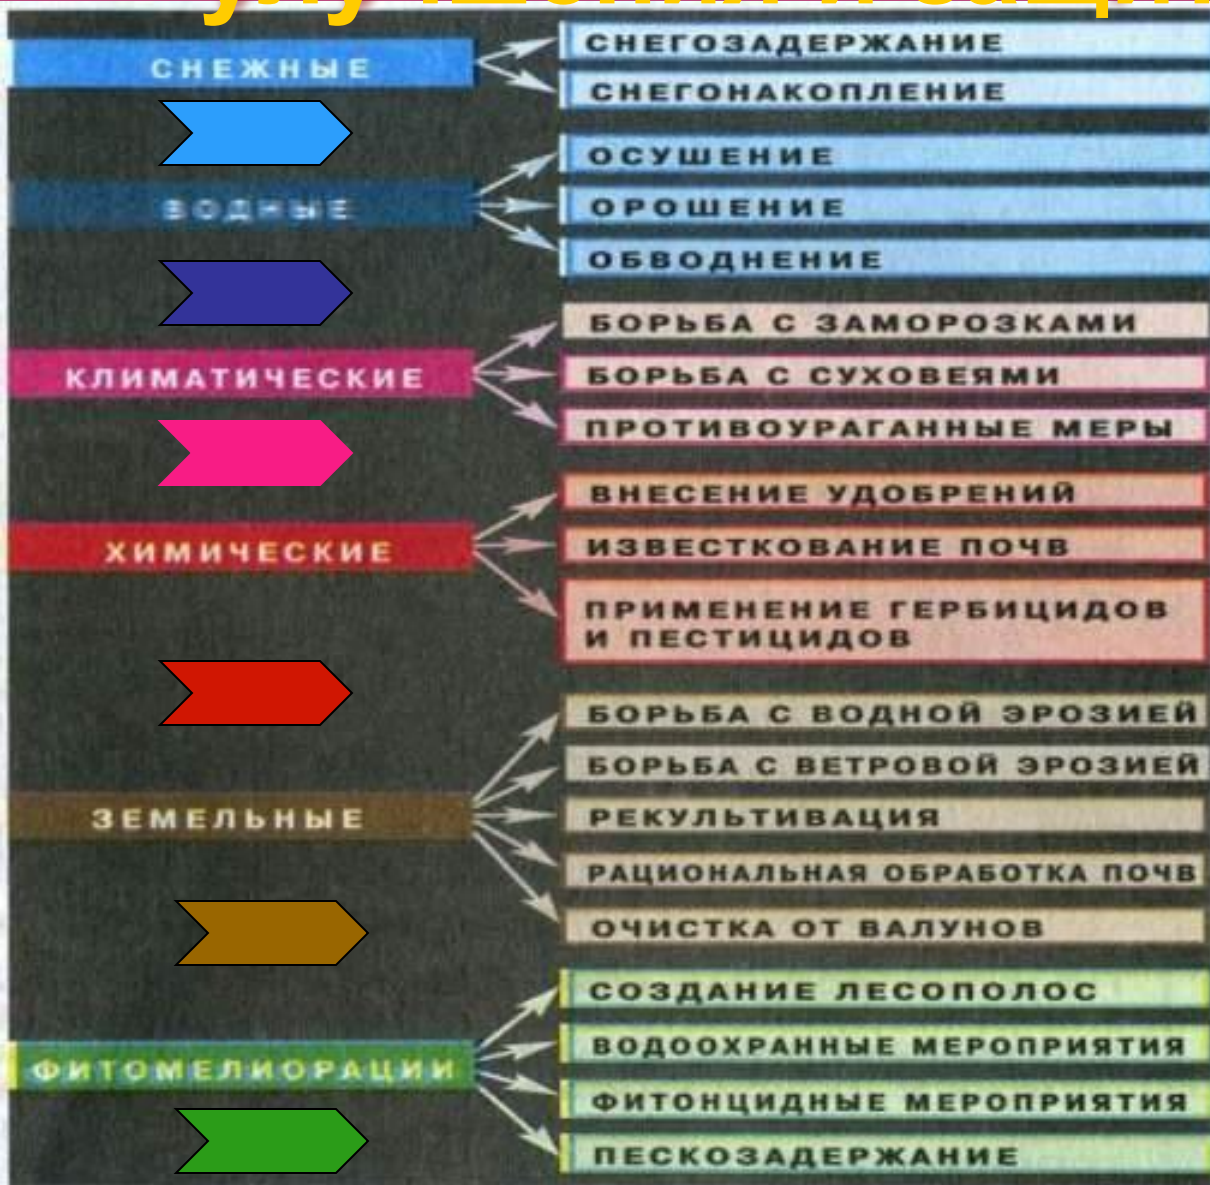 СНЕЖНЫЕ
СНЕГОЗАДЕРЖАНИЕ
СНЕГОНАКОПЛЕНИЕ
ВОДНЫЕ
ОСУШЕНИЕ
ОРОШЕНИЕ
ОБВОДНЕНИЕ
КЛИМАТИЧЕСКИЕ
БОРЬБА С ЗАМОРОЗКАМИ
БОРЬБА С СУХОВЕЯМИ
ПРОТИВОУРАГАННЫЕ МЕРЫ
ХИМИЧЕСКИЕ
ВНЕСЕНИЕ УДОБРЕНИЙ
ИЗВЕСТКОВАНИЕ ПОЧВ
ПРИМЕНЕНИЕ ГЕРБИЦИДОВ
И ПЕСТИЦИДОВ
ЗЕМЕЛЬНЫЕ
БОРЬБА С ВОДНОЙ ЭРОЗИЕЙ
БОРЬБА С ВЕТРОВОЙ ЭРОЗИЕЙ
РЕКУЛЬТИВАЦИЯ
РАЦИОНАЛЬНАЯ ОБРАБОТКА ПОЧВ
ОЧИСТКА ОТ ВАЛУНОВ
ФИТОМЕЛИОРАЦИИ
СОЗДАНИЕ ЛЕСОПОЛОС
ВОДООХРАННЫЕ МЕРОПРИЯТИЯ
ФИТОНЦИДНЫЕ МЕРОПРИЯТИЯ
ПЕСКОЗАДЕРЖАНИЕ